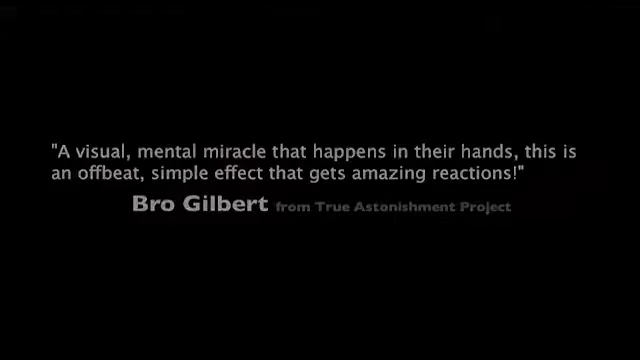 "A visual, mental miracle that happens in their hands, this is
an offbeat, simple effect that gets amazing reactions!"
Bro Gilbert from True Astonishment Project